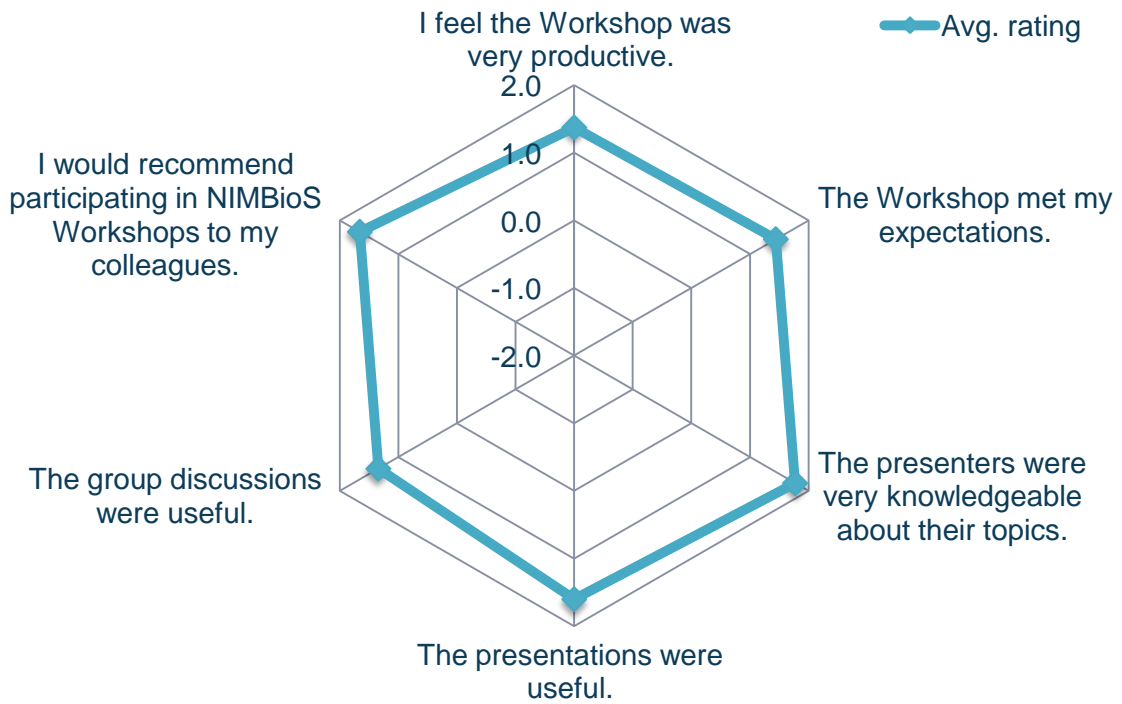 I feel the Workshop was
very productive.
Avg. rating
2.0
1.0
0.0
-1.0
-2.0
The Workshop met my
expectations.
The presenters were
very knowledgeable
about their topics.
The presentations were
useful.
The group discussions
were useful.
I would recommend
participating in NIMBioS
Workshops to my
colleagues.